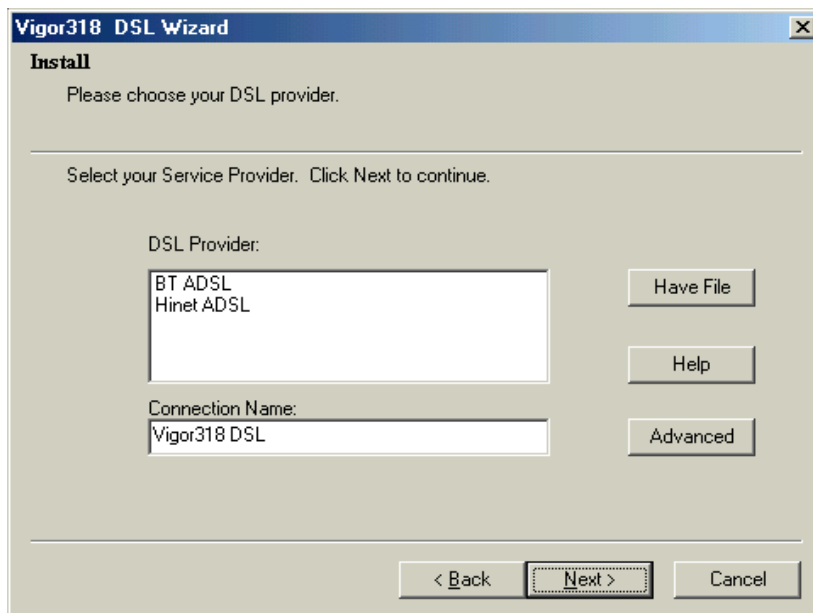 Vigor318 DSL Wizard
Install
Please choose your DSL provider.
Select your Service Provider. Click Next to continue.
DSL Provider:
BT ADSL
Hinet ADSL
Have File
Help
Connection Name:
Vigor318 DSL
Advanced
< Back
Next >
Cancel